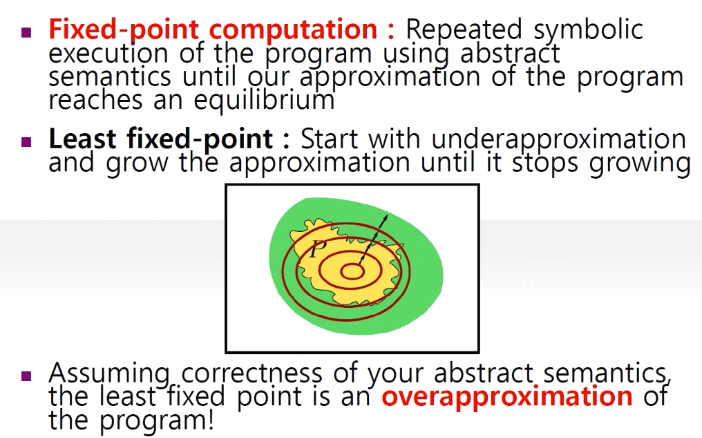 Fixed-point computation : Repeated symbolic
execution of the program using abstract
semantics until our approximation of the program
reaches an equilibrium
Least fixed-point : Start with underapproximation
and grow the approximation until it stops growing
P
Assuming correctness of your abstract semantics,
the least fixed point is an overapproximation of
the program!